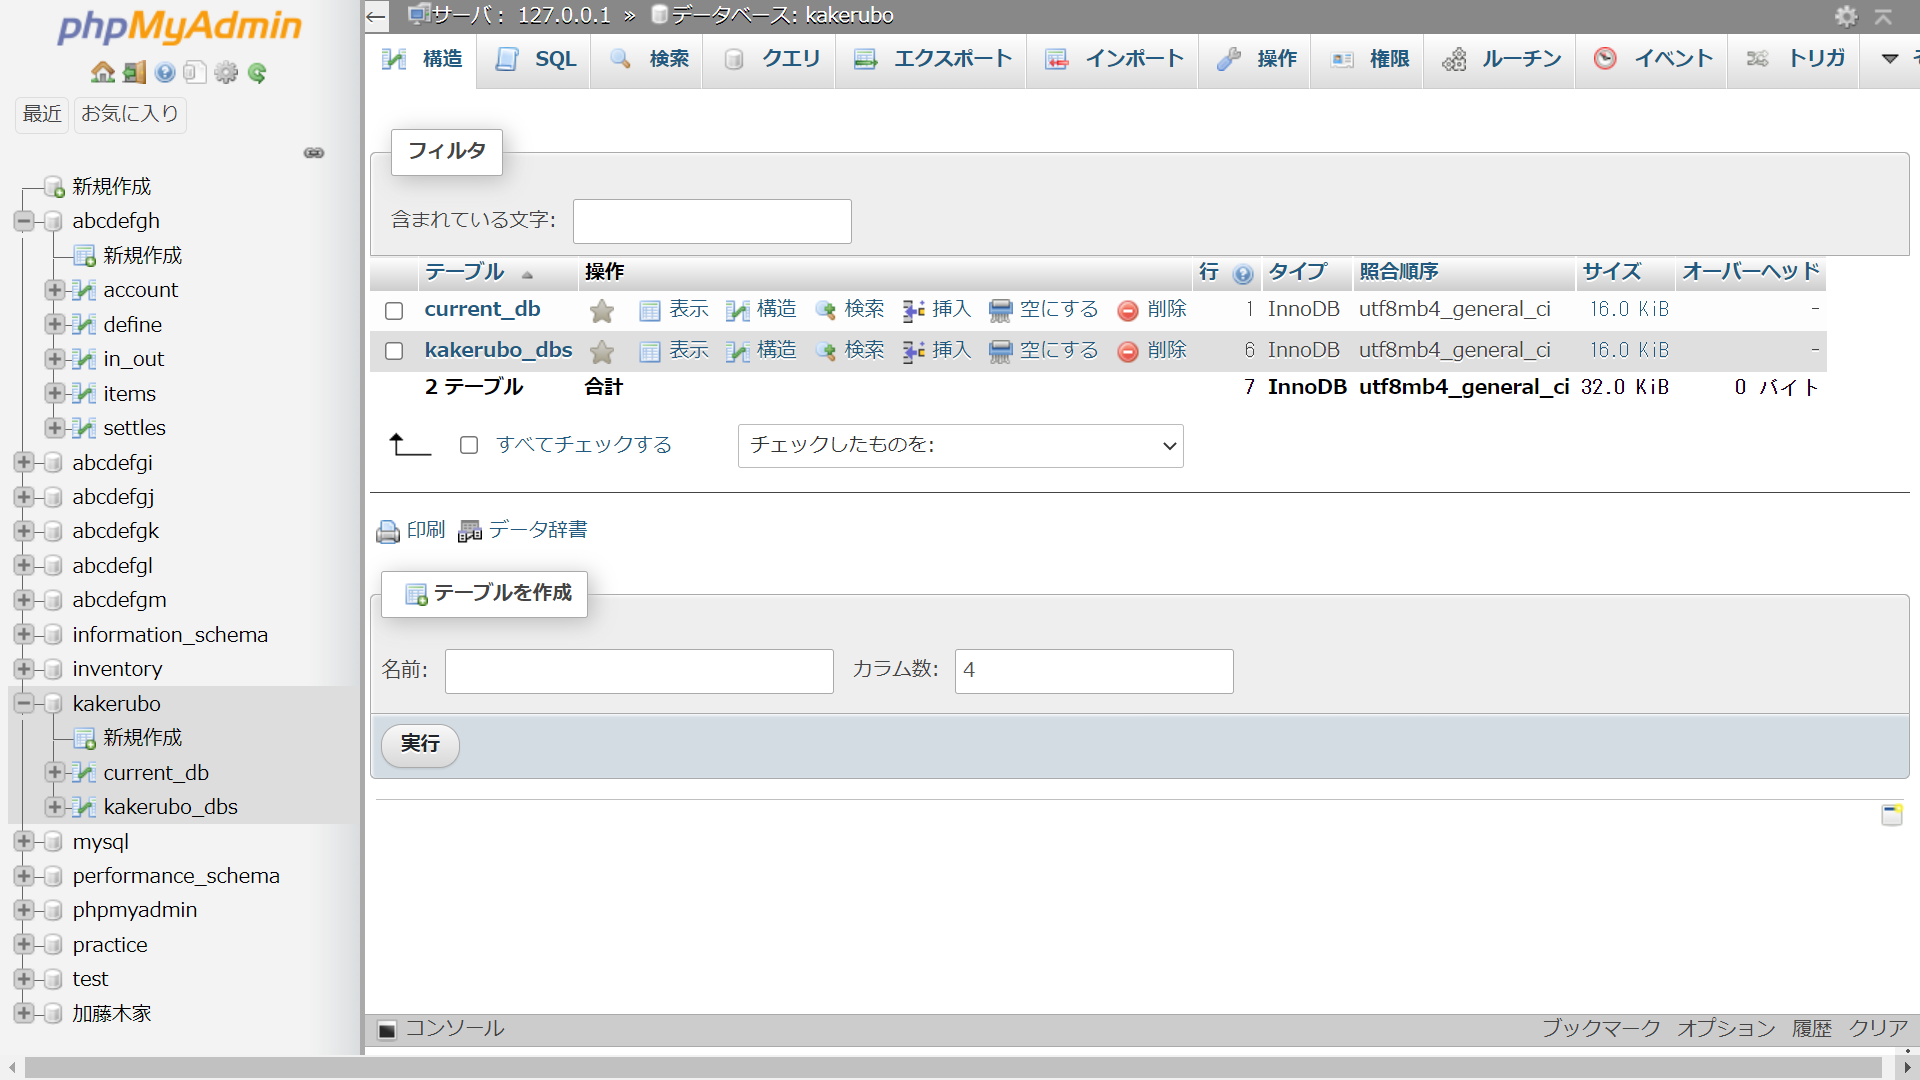 phpMyAdmin
最近 お気に入り
新規作成
abcdefgh
新規作成
account
define
in_out
items
settles
abcdefgi
abcdefgj
abcdefgk
abcdefgl
abcdefgm
information_schema
inventory
kakerubo
新規作成
current_db
kakerubo_dbs
mysql
performance_schema
phpmyadmin
practice
test
加藤木家
サーバ： 127.0.0.1 » データベース: kakerubo
構造 SQL 検索 クエリ エクスポート インポート 操作 権限 ルーチン イベント トリガ
フィルタ
含まれている文字:
テーブル 操作 行 タイプ 照合順序 サイズ オーバーヘッド
current_db 表示 構造 検索 挿入 空にする 削除 1 InnoDB utf8mb4_general_ci 16.0 KiB -
kakerubo_dbs 表示 構造 検索 挿入 空にする 削除 6 InnoDB utf8mb4_general_ci 16.0 KiB -
2 テーブル 合計 7 InnoDB utf8mb4_general_ci 32.0 KiB 0 バイト
すべてチェックする チェックしたものを:
印刷 データ辞書
テーブルを作成
名前: カラム数: 4
実行
コンソール ブックマーク オプション 履歴 クリア